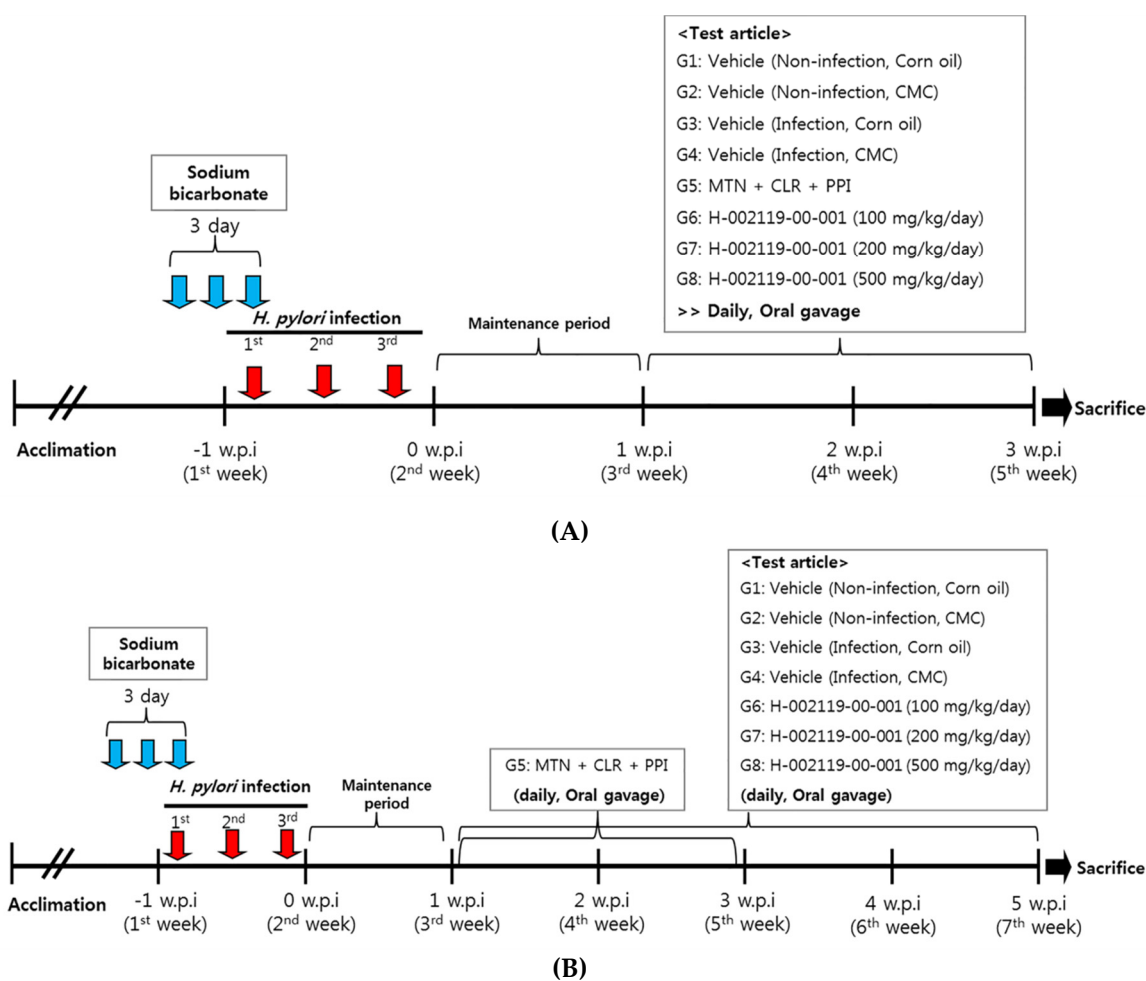 <Test article>
G1: Vehicle (Non-infection, Corn oil)
G2: Vehicle (Non-infection, CMC)
G3: Vehicle (Infection, Corn oil)
G4: Vehicle (Infection, CMC)
G5: MTN + CLR + PPI
G6: H-002119-00-001 (100 mg/kg/day)
G7: H-002119-00-001 (200 mg/kg/day)
G8: H-002119-00-001 (500 mg/kg/day)
>> Daily, Oral gavage
Sodium
bicarbonate
3 day
H. pylori infection
1st 2nd 3rd
Maintenance period
Sacrifice
Acclimation
-1 w.p.i 0 w.p.i 1 w.p.i 2 w.p.i 3 w.p.i
(1st week) (2nd week) (3rd week) (4th week) (5th week)
(A)
<Test article>
G1: Vehicle (Non-infection, Corn oil)
G2: Vehicle (Non-infection, CMC)
G3: Vehicle (Infection, Corn oil)
G4: Vehicle (Infection, CMC)
G6: H-002119-00-001 (100 mg/kg/day)
G7: H-002119-00-001 (200 mg/kg/day)
G8: H-002119-00-001 (500 mg/kg/day)
(daily, Oral gavage)
Sodium
bicarbonate
3 day
G5: MTN + CLR + PPI
(daily, Oral gavage)
H. pylori infection
1st 2nd 3rd
Maintenance
period
Sacrifice
Acclimation
-1 w.p.i 0 w.p.i 1 w.p.i 2 w.p.i 3 w.p.i 4 w.p.i 5 w.p.i
(1st week) (2nd week) (3rd week) (4th week) (5th week) (6th week) (7th week)
(B)